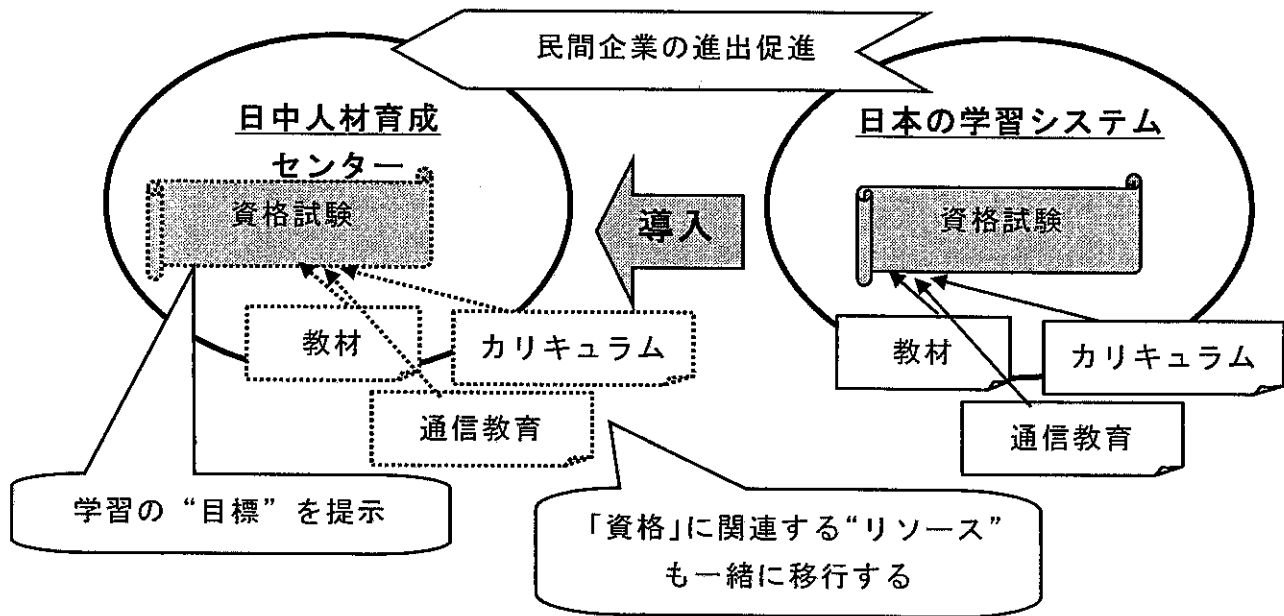 民間企業の進出促進
日中人材育成
センター
資格試験
教材
カリキュラム
通信教育
学習の“目標”を提示
「資格」に関連する“リソース”
も一緒に移行する
導入
日本の学習システム
資格試験
教材
カリキュラム
通信教育